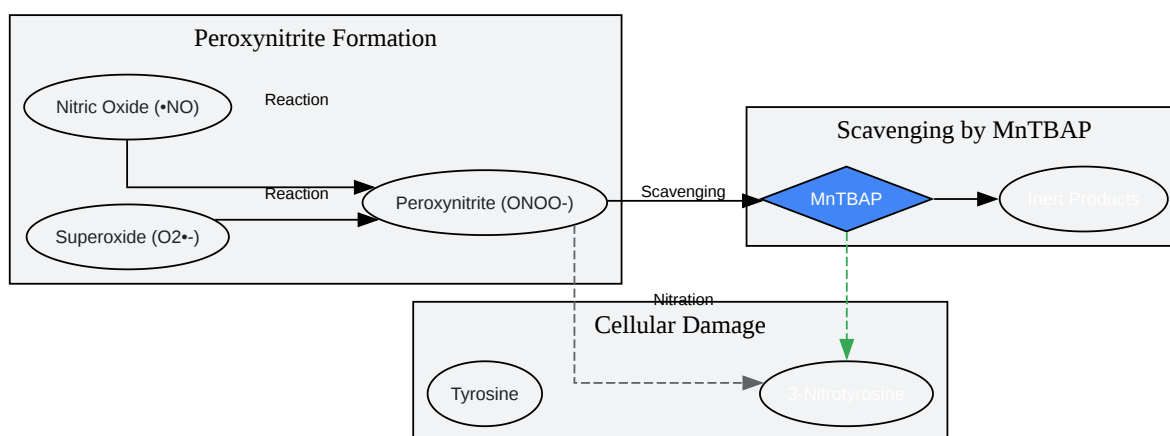 Peroxynitrite Formation
Nitric Oxide (•NO)
Reaction
Reaction
Superoxide (O2•-)
Peroxynitrite (ONOO-)
Scavenging
Scavenging by MnTBAP
MnTBAP
Inert Products
Nitration
Cellular Damage
Tyrosine
3-Nitrotyrosine